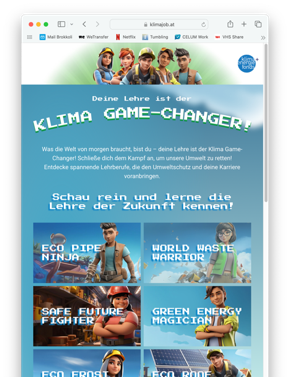 klimajob.at
Mail Brokkoli
WeTransfer
Netflix
Tumbling
CELUM Work
VHS Share
Deine Lehre ist der
KLIMA GAME-CHANGER!
Was die Welt von morgen braucht, bist du – deine Lehre ist der Klima Game-
Changer! Schließe dich dem Kampf an, um unsere Umwelt zu retten!
Entdecke spannende Lehrberufe, die den Umweltschutz und deine Karriere
voranbringen.
Schau rein und lerne die
Lehre der Zukunft kennen!
ECO PIPE
NINJA
WORLD WASTE
WARRIOR
SAFE FUTURE
FIGHTER
GREEN ENERGY
MAGICIAN
ECO FROST
ECO ROOF